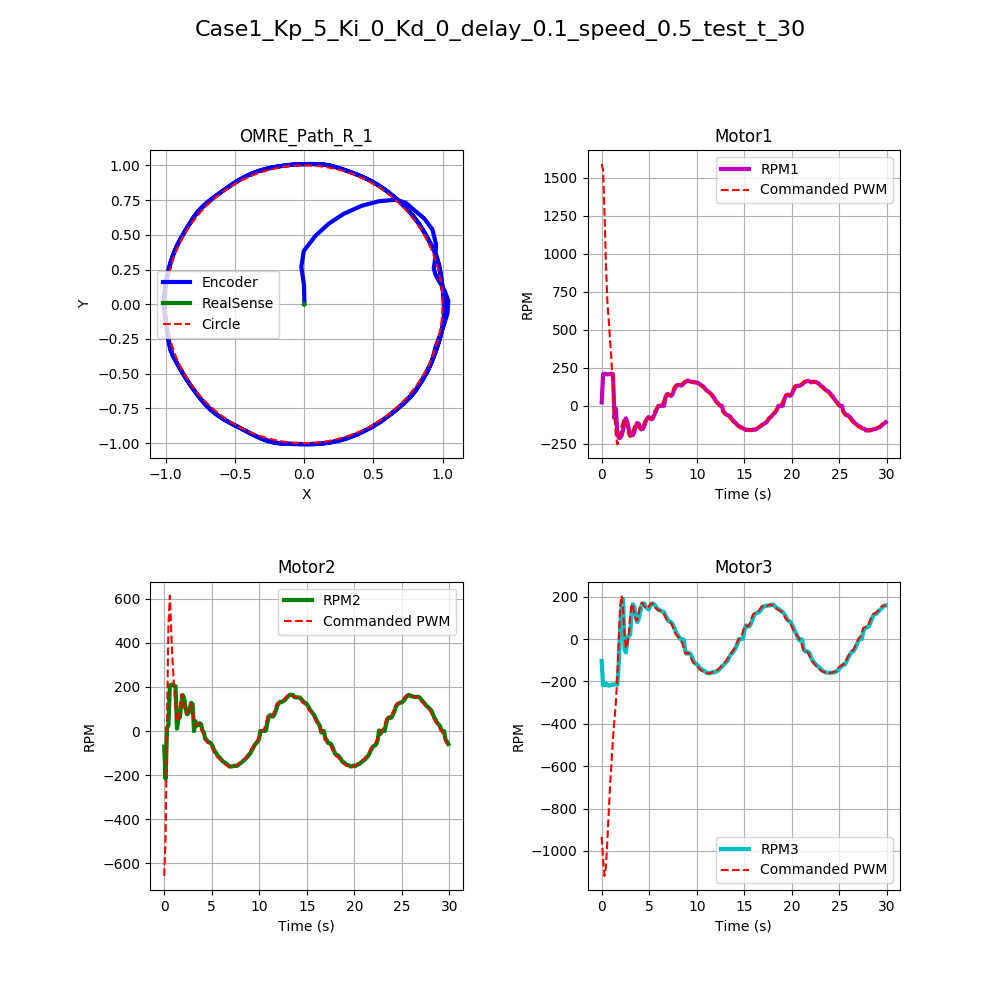 Case1_Kp_5_Ki_0_Kd_0_delay_0.1_speed_0.5_test_t_30
OMRE_Path_R_1
1.00
0.75
0.50
0.25
0.00
−0.25
−0.50
−0.75
−1.00
Y
Encoder
RealSense
Circle
−1.0 −0.5 0.0 0.5 1.0
X
Motor1
1500
1250
1000
750
500
250
0
−250
RPM
RPM1
Commanded PWM
0 5 10 15 20 25 30
Time (s)
Motor2
600
400
200
0
−200
−400
−600
RPM
RPM2
Commanded PWM
0 5 10 15 20 25 30
Time (s)
Motor3
200
0
−200
−400
−600
−800
−1000
RPM
RPM3
Commanded PWM
0 5 10 15 20 25 30
Time (s)